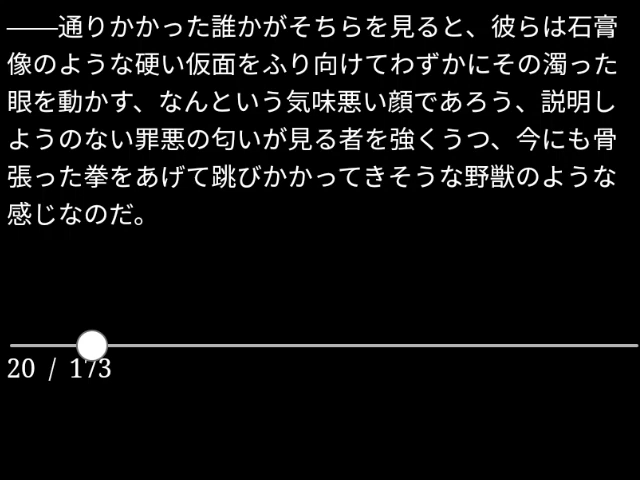 ――通りかかった誰かがそちらを見ると、彼らは石膏
像のような硬い仮面をふり向けてわずかにその濁った
眼を動かす、なんという気味悪い顔であろう、説明し
ようのない罪悪の匂いが見る者を強くうつ、今にも骨
張った拳をあげて跳びかかってきそうな野獣のような
感じなのだ。
20 / 173